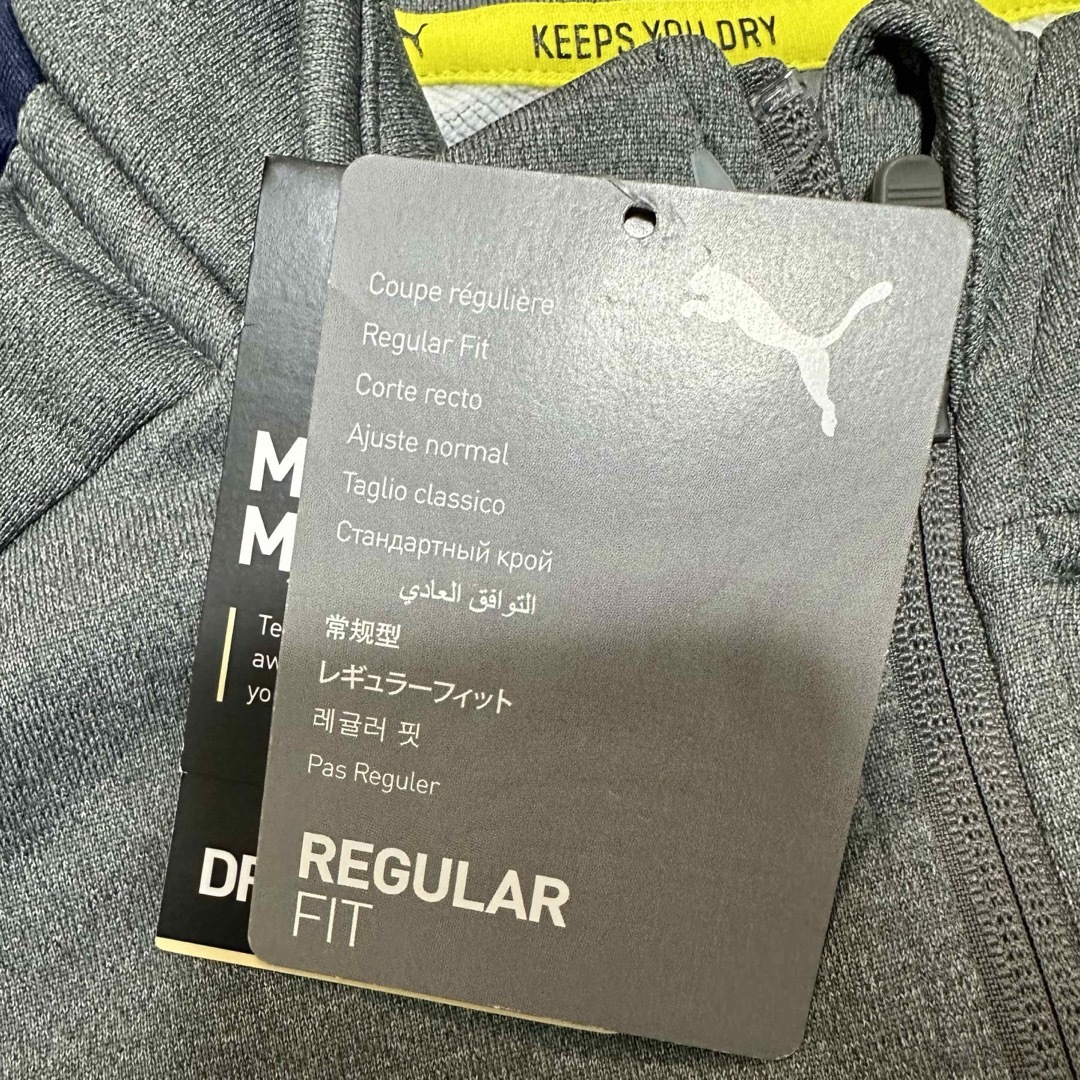 KEEPS YOU DRY
Coupe régulière
Regular Fit
Corte recto
Ajuste normal
Taglio classico
Стандартный крой
التوافق العادي
常规型
レギュラーフィット
레귤러 핏
Pas Reguler
REGULAR
FIT